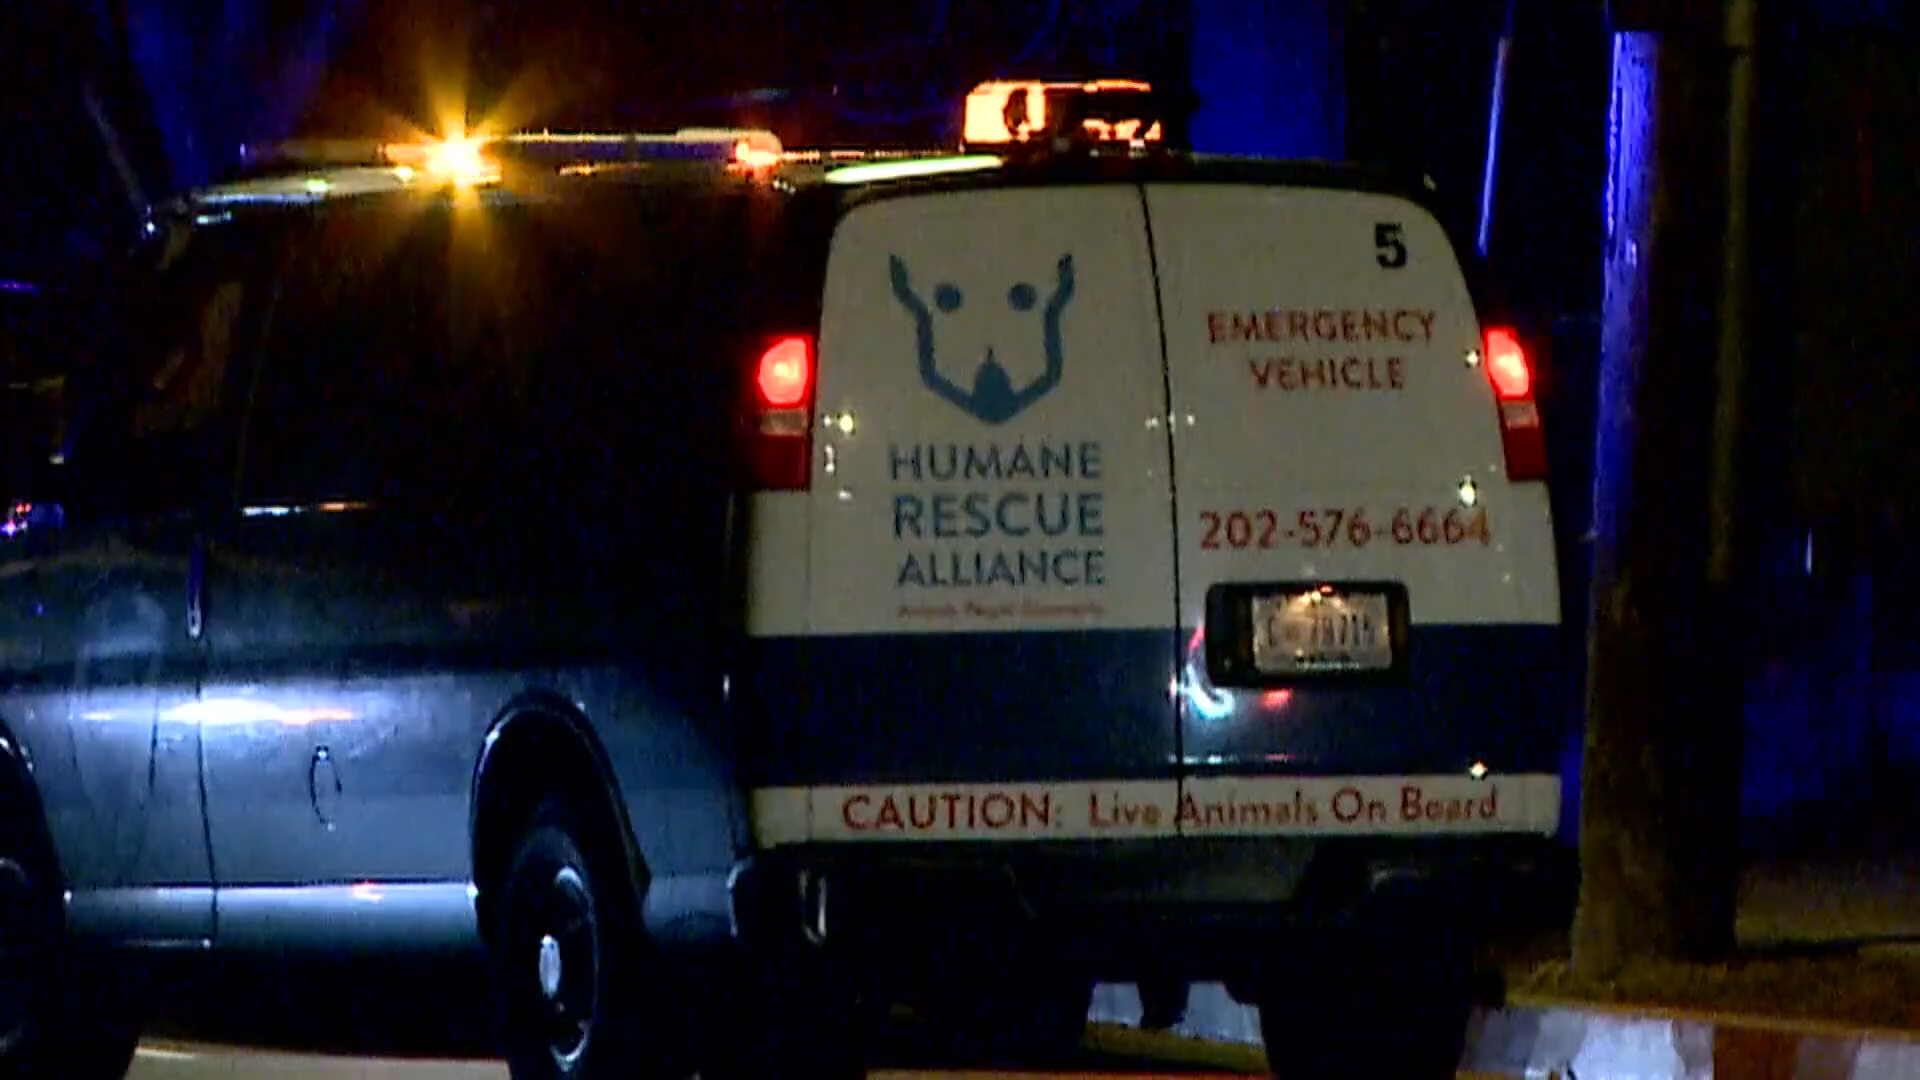 5
EMERGENCY
VEHICLE
HUMANE
RESCUE
ALLIANCE
202-576-6664
CAUTION: Live Animals On Board